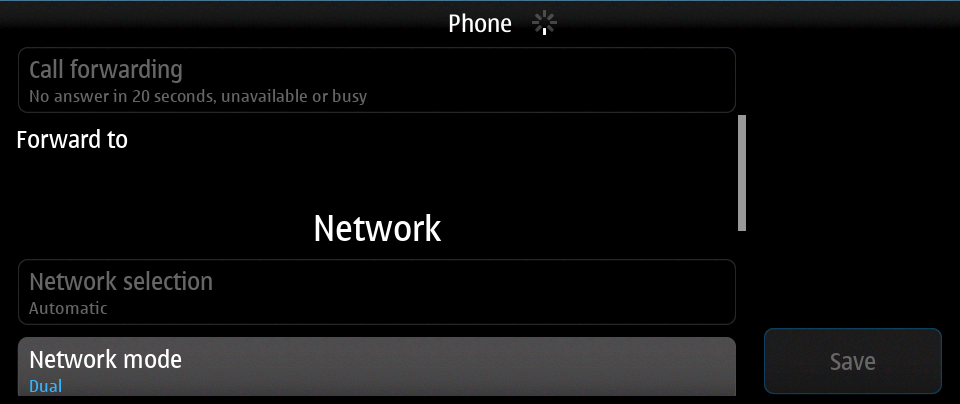 Phone
Call forwarding
No answer in 20 seconds, unavailable or busy
Forward to
Network
Network selection
Automatic
Network mode
Dual
Save